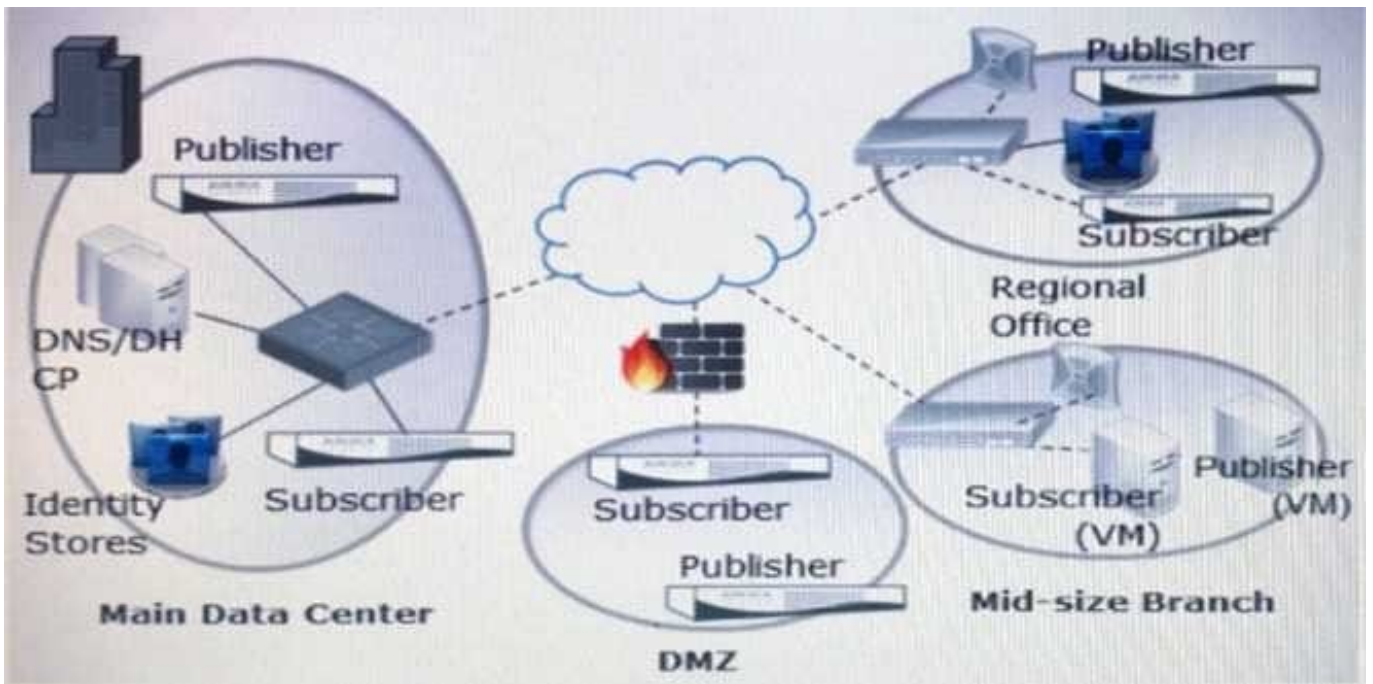 Publisher
Publisher
Subscriber
Regional
Office
DNS/DH
CP
Identity
Stores
Subscriber
Subscriber
Publisher
Subscriber
(VM)
Publisher
(VM)
Main Data Center
Mid-size Branch
DMZ